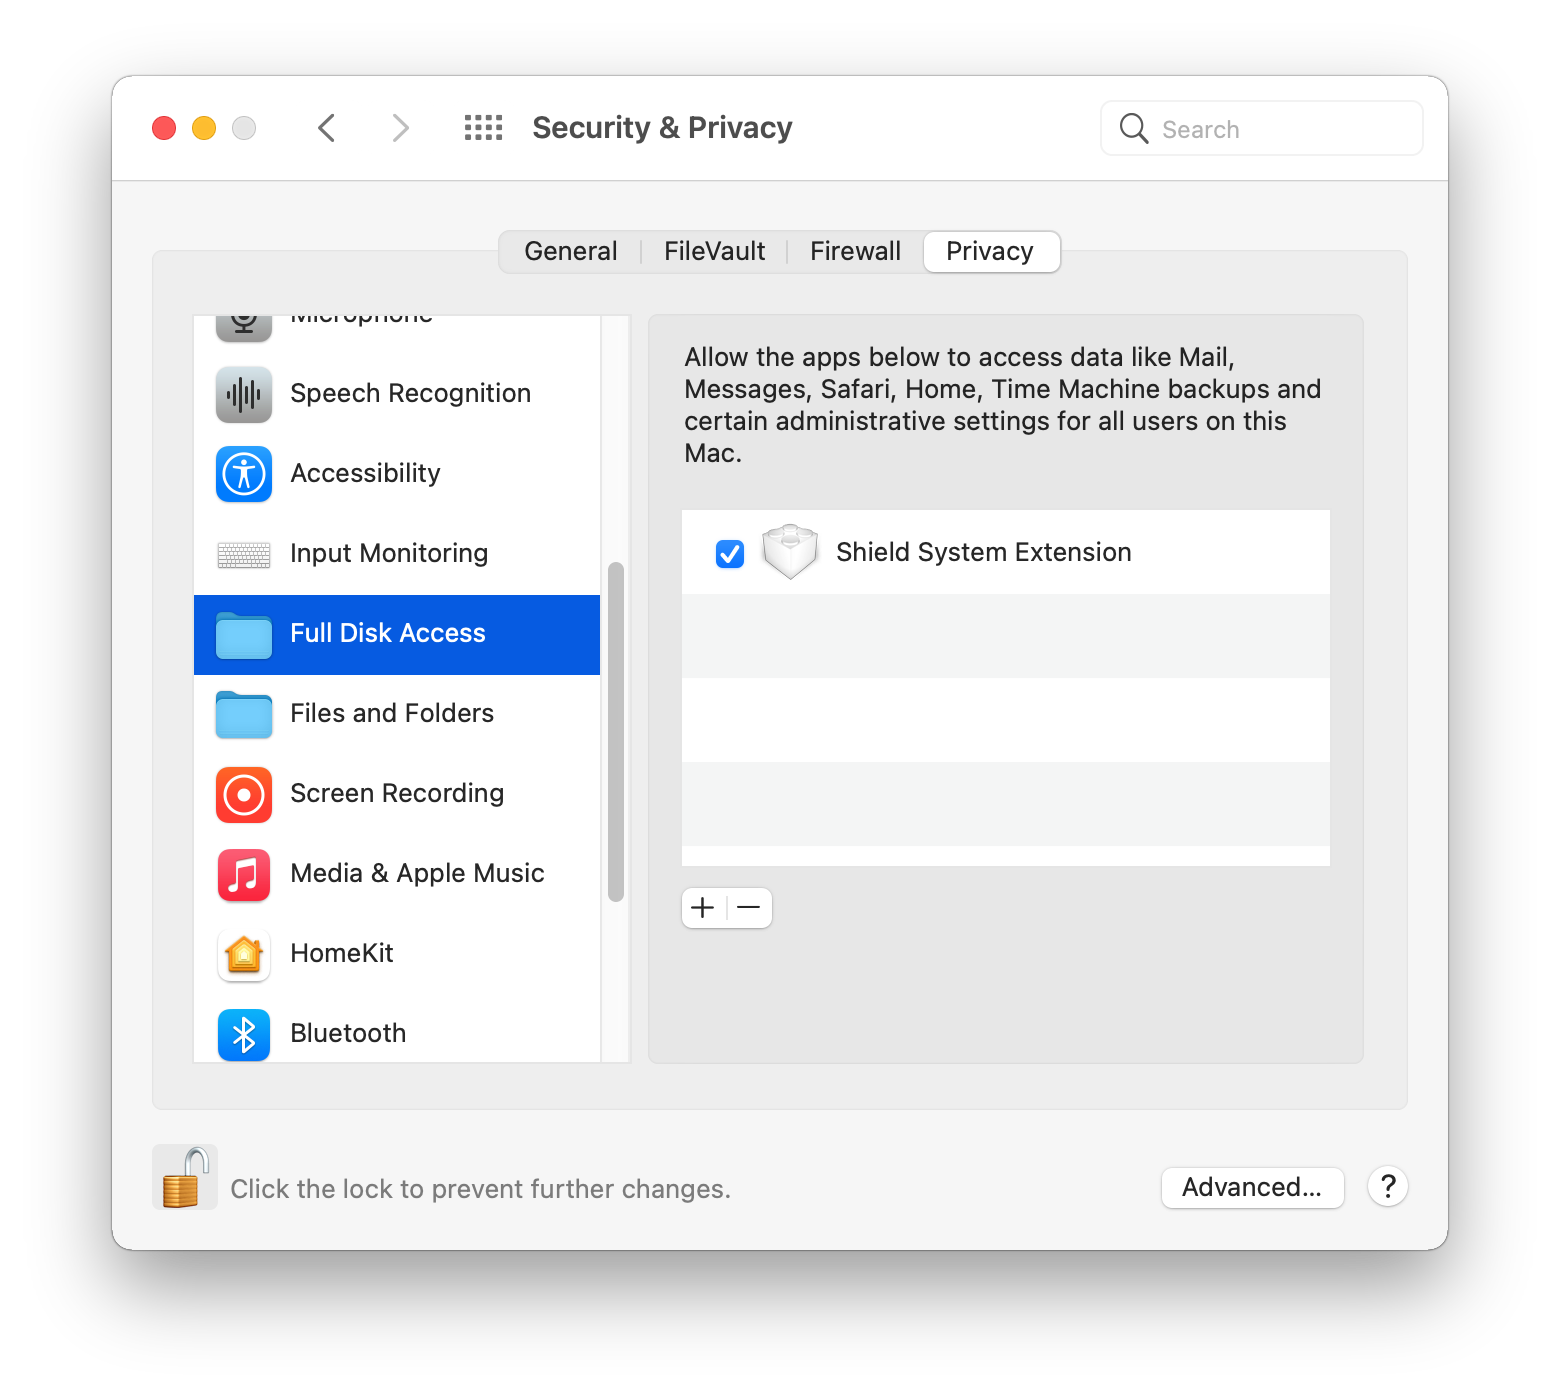 Security & Privacy
Search
General
FileVault
Firewall
Privacy
Microphone
Speech Recognition
Accessibility
Input Monitoring
Full Disk Access
Files and Folders
Screen Recording
Media & Apple Music
HomeKit
Bluetooth
Allow the apps below to access data like Mail,
Messages, Safari, Home, Time Machine backups and
certain administrative settings for all users on this
Mac.
Shield System Extension
Click the lock to prevent further changes.
Advanced...
?